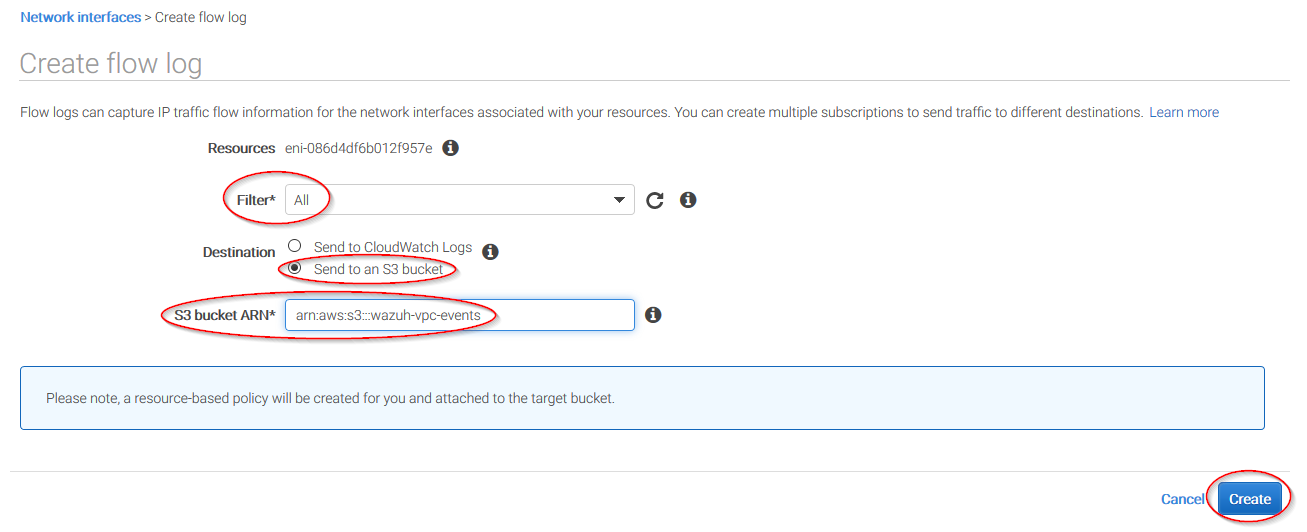 Network interfaces > Create flow log
Create flow log
Flow logs can capture IP traffic flow information for the network interfaces associated with your resources. You can create multiple subscriptions to send traffic to different destinations. Learn more
Resources eni-086d4df6b012f957e
Filter* All
Destination Send to CloudWatch Logs
Send to an S3 bucket
S3 bucket ARN* arn:aws:s3:::wazuh-vpc-events
Please note, a resource-based policy will be created for you and attached to the target bucket.
Cancel Create